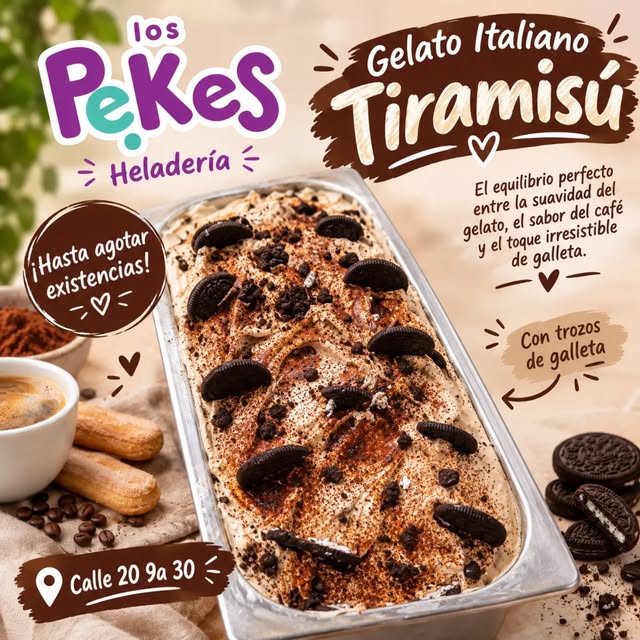 los
Pekes
Heladería
Gelato Italiano
Tiramisú
El equilibrio perfecto
entre la suavidad del
gelato, el sabor del café
y el toque irresistible
de galleta.
¡Hasta agotar
existencias!
Con trozos
de galleta
Calle 20 9a 30